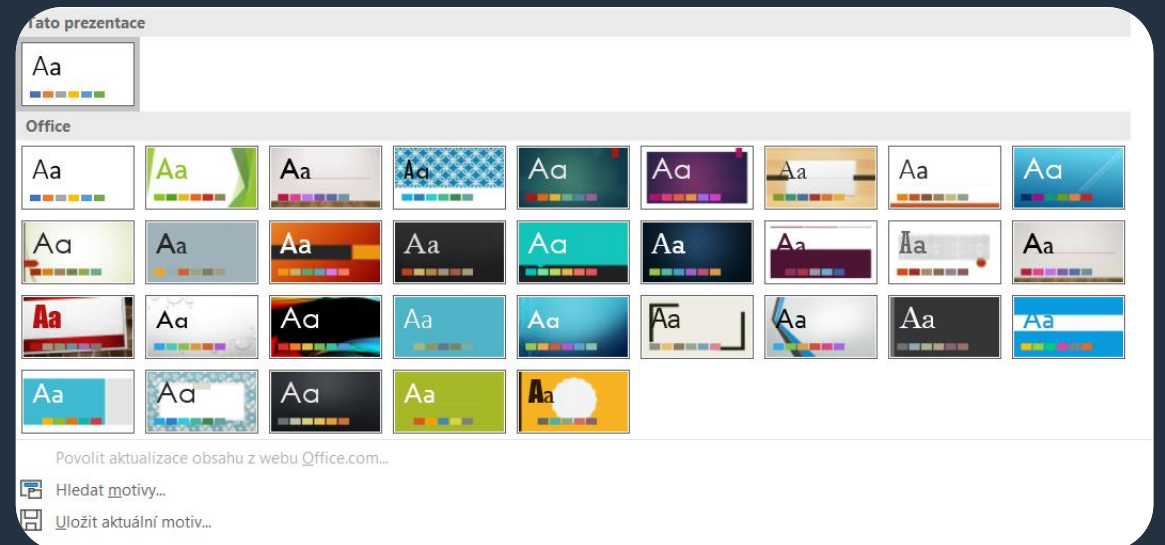 Tato prezentace
Aa
Office
Aa Aa Aa Aa Aa Aa Aa Aa Aa
Aa Aa Aa Aa Aa Aa Aa Aa Aa
Aa Aa Aa Aa Aa Aa Aa Aa Aa
Aa Aa Aa Aa Aa
Povolit aktualizace obsahu z webu Office.com...
Hledat motivy...
Uložit aktuální motiv...